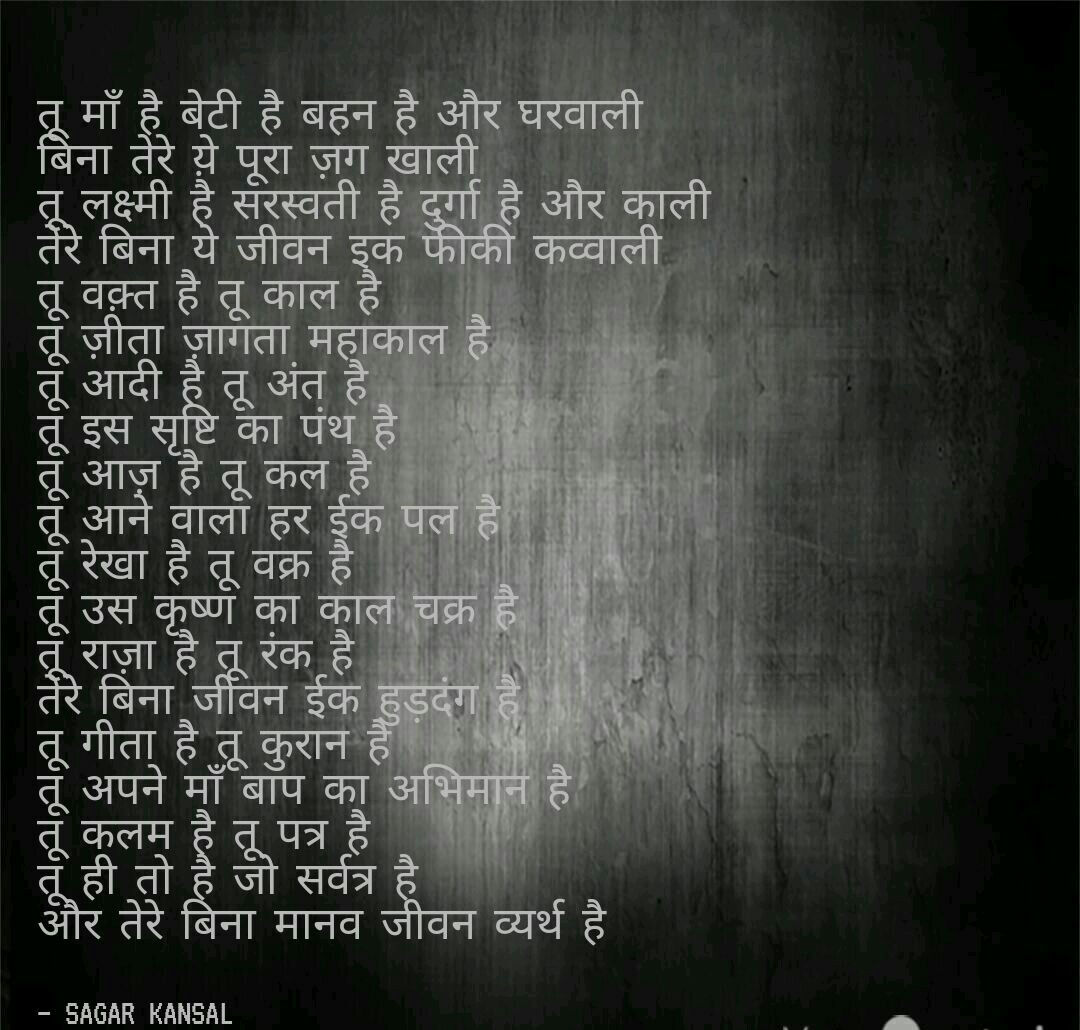 तू माँ है बेटी है बहन है और घरवाली
बिना तेरे य़े पूरा ज़ग खाली
तू लक्ष्मी है सरस्वती है दुर्गा है और काली
तेरे बिना ये जीवन इक फीकी कव्वाली
तू वक़्त है तू काल है
तू ज़ीता ज़ागता महाकाल है
तू आदी है तू अंत है
तू इस सृष्टि का पंथ है
तू आज़ है तू कल है
तू आने वाला हर ईक पल है
तू रेखा है तू वक्र है
तू उस कृष्ण का काल चक्र है
तू राज़ा है तू रंक है
तेरे बिना जीवन ईक हुड़दंग है
तू गीता है तू कुरान है
तू अपने माँ बाप का अभिमान है
तू कलम है तू पत्र है
तू ही तो है जो सर्वत्र है
और तेरे बिना मानव जीवन व्यर्थ है
- SAGAR KANSAL